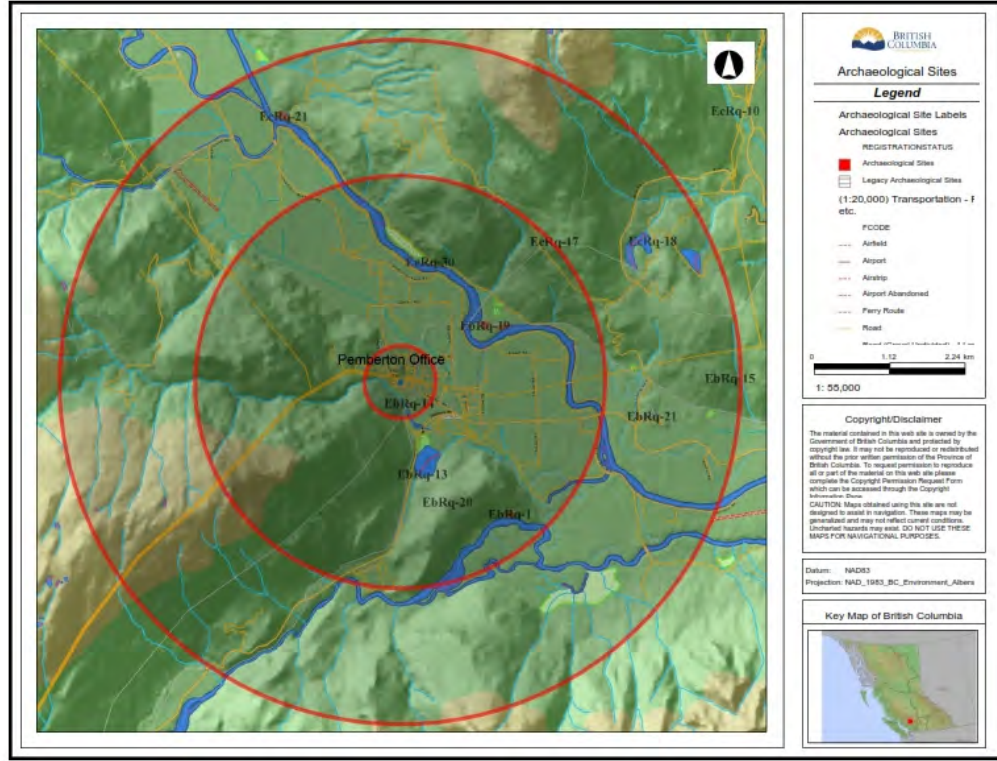 EcRq-21
EcRq-10
EcRq-17
EcRq-18
EcRq-30
EbRq-19
Pemberton Office
EbRq-15
EbRq-14
EbRq-21
EbRq-13
EbRq-20
EbRq-1
BRITISH
COLUMBIA
Archaeological Sites
Legend
Archaeological Site Labels
Archaeological Sites
REGISTRATIONSTATUS
Archaeological Sites
Legacy Archaeological Sites
(1:20,000) Transportation - F
etc.
FCODE
Airfield
Airport
Airstrip
Airport Abandoned
Ferry Route
Road
0 1.12 2.24 km
1: 55,000
Copyright/Disclaimer
The material contained in this web site is owned by the
Government of British Columbia and protected by
copyright law. It may not be reproduced or redistributed
without the prior written permission of the Province of
British Columbia. To request permission to reproduce
all or part of the material on this web site please
complete the Copyright Permission Request Form
which can be accessed through the Copyright
Information Page
CAUTION: Maps obtained using this site are not
designed to assist in navigation. These maps may be
generalized and may not reflect current conditions.
Uncharted hazards may exist. DO NOT USE THESE
MAPS FOR NAVIGATIONAL PURPOSES.
Datum: NAD83
Projection: NAD_1983_BC_Environment_Albers
Key Map of British Columbia